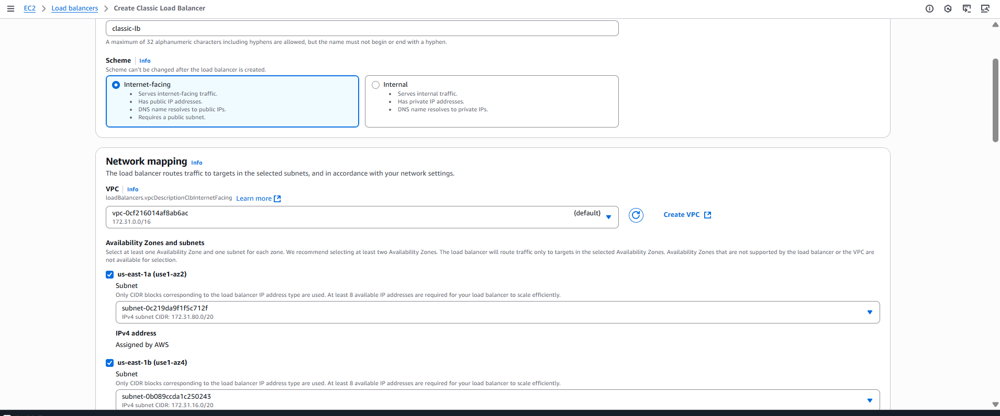 EC2 > Load balancers > Create Classic Load Balancer
classic-lb
A maximum of 32 alphanumeric characters including hyphens are allowed, but the name must not begin or end with a hyphen.
Scheme | Info
Scheme can't be changed after the load balancer is created.
Internet-facing
• Serves internet-facing traffic.
• Has public IP addresses.
• DNS name resolves to public IPs.
• Requires a public subnet.
Internal
• Serves internal traffic.
• Has private IP addresses.
• DNS name resolves to private IPs.
Network mapping Info
The load balancer routes traffic to targets in the selected subnets, and in accordance with your network settings.
VPC | Info
loadBalancers.vpcDescriptionClbInternetFacing Learn more
vpc-0cf216014af8ab6ac (default)
172.31.0.0/16
Create VPC
Availability Zones and subnets
Select at least one Availability Zone and one subnet for each zone. We recommend selecting at least two Availability Zones. The load balancer will route traffic only to targets in the selected Availability Zones. Availability Zones that are not supported by the load balancer or the VPC are
not available for selection.
us-east-1a (use1-az2)
Subnet
Only CIDR blocks corresponding to the load balancer IP address type are used. At least 8 available IP addresses are required for your load balancer to scale efficiently.
subnet-0c219da9f1f5c712f
IPv4 subnet CIDR: 172.31.80.0/20
IPv4 address
Assigned by AWS
us-east-1b (use1-az4)
Subnet
Only CIDR blocks corresponding to the load balancer IP address type are used. At least 8 available IP addresses are required for your load balancer to scale efficiently.
subnet-0b089ccda1c250243
IPv4 subnet CIDR: 172.31.16.0/20